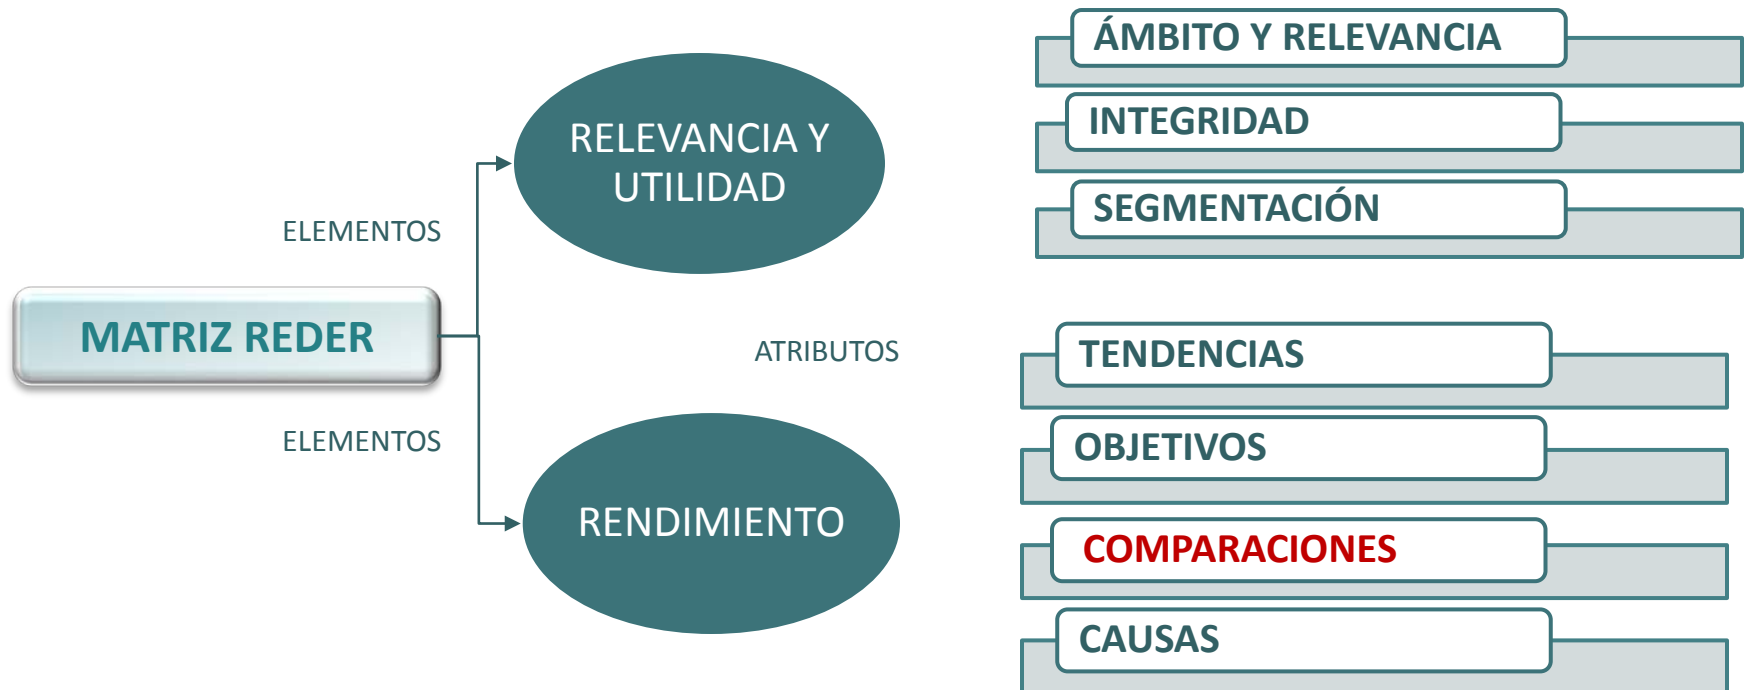 MATRIZ REDER
ELEMENTOS
ELEMENTOS
RELEVANCIA Y
UTILIDAD
RENDIMIENTO
ATRIBUTOS
ÁMBITO Y RELEVANCIA
INTEGRIDAD
SEGMENTACIÓN
TENDENCIAS
OBJETIVOS
COMPARACIONES
CAUSAS